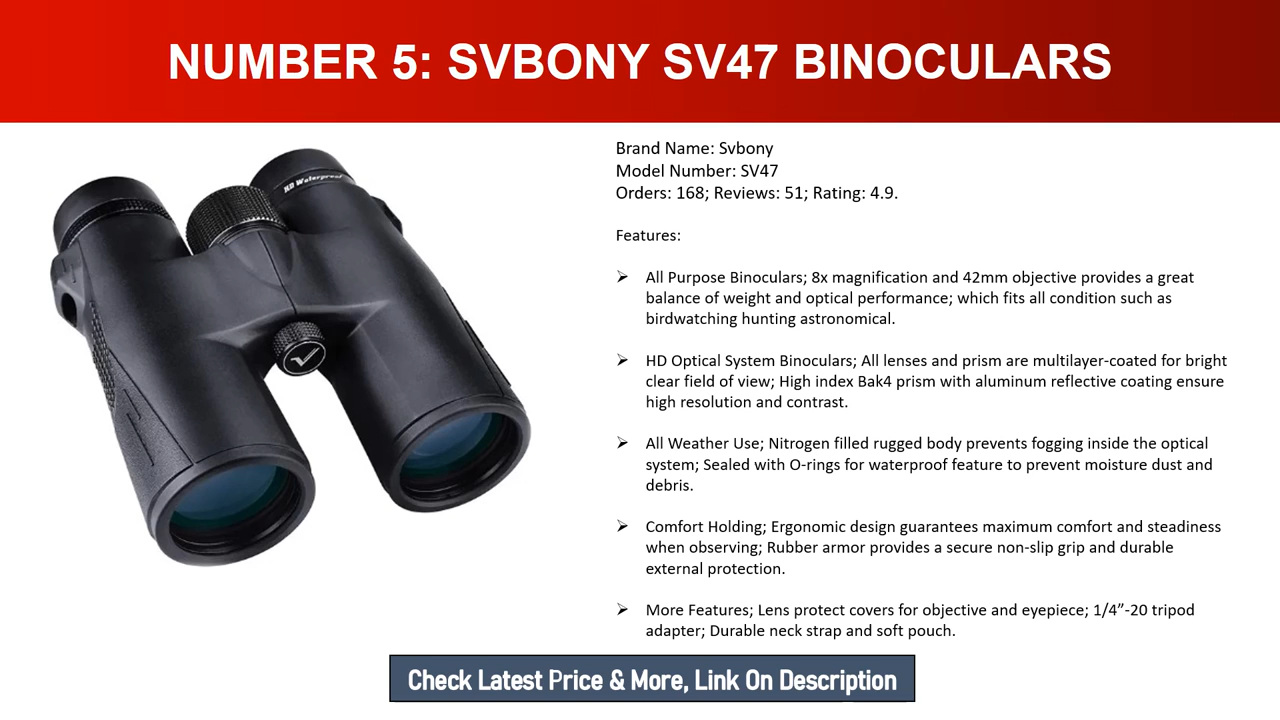 NUMBER 5: SVBONY SV47 BINOCULARS
HD Waterproof
Brand Name: Svbony
Model Number: SV47
Orders: 168; Reviews: 51; Rating: 4.9.
Features:
➢ All Purpose Binoculars; 8x magnification and 42mm objective provides a great
balance of weight and optical performance; which fits all condition such as
birdwatching hunting astronomical.
➢ HD Optical System Binoculars; All lenses and prism are multilayer-coated for bright
clear field of view; High index Bak4 prism with aluminum reflective coating ensure
high resolution and contrast.
➢ All Weather Use; Nitrogen filled rugged body prevents fogging inside the optical
system; Sealed with O-rings for waterproof feature to prevent moisture dust and
debris.
➢ Comfort Holding; Ergonomic design guarantees maximum comfort and steadiness
when observing; Rubber armor provides a secure non-slip grip and durable
external protection.
➢ More Features; Lens protect covers for objective and eyepiece; 1/4”-20 tripod
adapter; Durable neck strap and soft pouch.
Check Latest Price & More, Link On Description